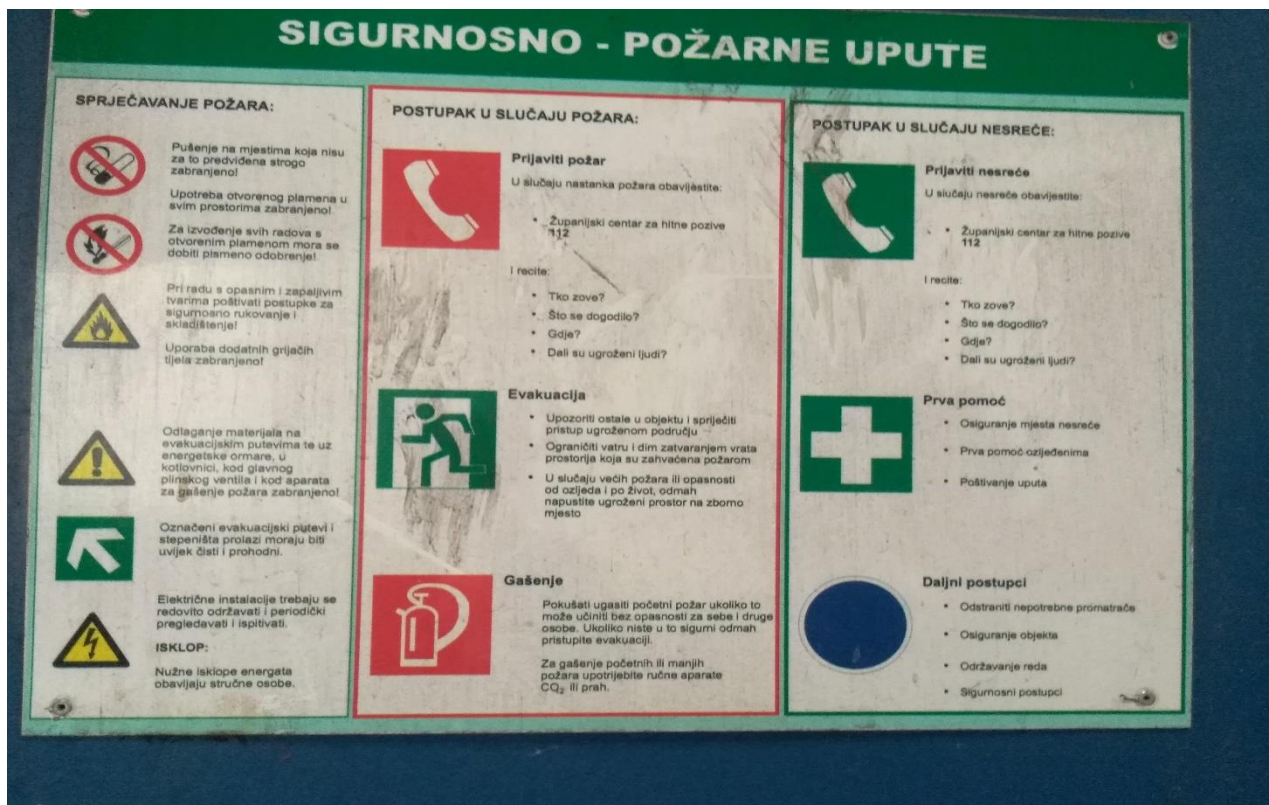 SIGURNOSNO - POŽARNE UPUTE
SPRJEČAVANJE POŽARA:
Pušenje na mjestima koja nisu
za to predviđena strogo
zabranjeno!
Upotreba otvorenog plamena u
svim prostorima zabranjeno!
Za izvođenje svih radova s
otvorenim plamenom mora se
dobiti pismeno odobrenje!
Pri radu s opasnim i zapaljivim
tvarima poštivati postupke za
sigurnosno rukovanje i
skladištenje!
Uporaba dodatnih grijačih
tijela zabranjeno!
Odlaganje materijala na
evakuacijskim putevima te uz
energetske ormare, u
kotlovnici, kod glavnog
plinskog ventila i kod aparata
za gašenje požara zabranjeno!
Označeni evakuacijski putevi i
stepeništa prolazi moraju biti
uvijek čisti i prohodni.
Električne instalacije trebaju se
redovito održavati i periodički
pregledavati i ispitivati.
ISKLOP:
Nužne isklope energata
obavljaju stručne osobe.
POSTUPAK U SLUČAJU POŽARA:
Prijaviti požar
U slučaju nastanka požara obavijestite:
• Županijski centar za hitne pozive
112
I recite:
• Tko zove?
• Što se dogodilo?
• Gdje?
• Dali su ugroženi ljudi?
Evakuacija
• Upozoriti ostale u objektu i spriječiti
pristup ugroženom području
• Ograničiti vatru i dim zatvaranjem vrata
prostorija koja su zahvaćena požarom
• U slučaju većih požara ili opasnosti
od ozljeda i po život, odmah
napustite ugroženi prostor na zborno
mjesto
Gašenje
Pokušati ugasiti početni požar ukoliko to
može učiniti bez opasnosti za sebe i druge
osobe. Ukoliko niste u to sigurni odmah
pristupite evakuaciji.
Za gašenje početnih ili manjih
požara upotrijebite ručne aparate
CO₂ ili prah.
POSTUPAK U SLUČAJU NESREĆE:
Prijaviti nesreće
U slučaju nesreće obavijestite:
• Županijski centar za hitne pozive
112
I recite:
• Tko zove?
• Što se dogodilo?
• Gdje?
• Dali su ugroženi ljudi?
Prva pomoć
• Osiguranje mjesta nesreće
• Prva pomoć ozlijeđenima
• Poštivanje uputa
Daljni postupci
• Odstraniti nepotrebne promatrače
• Osiguranje objekta
• Održavanje reda
• Sigurnosni postupci